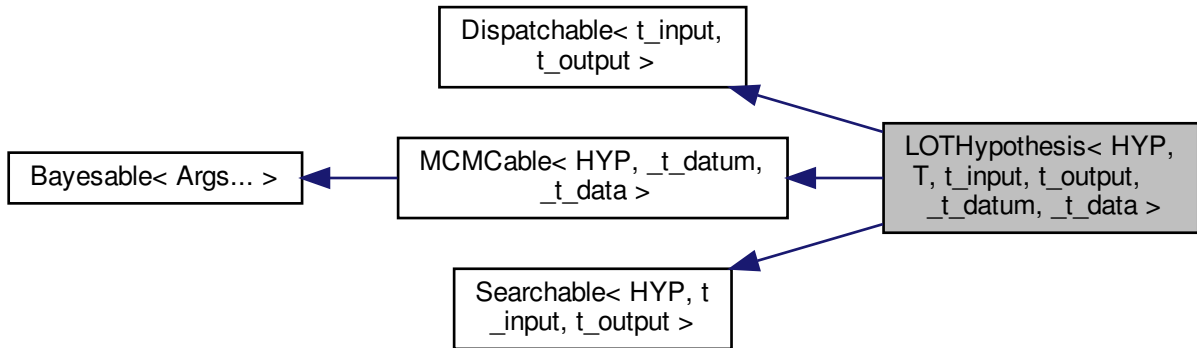 Dispatchable< t_input,
t_output >
Bayesable< Args... >
MCMCable< HYP, _t_datum,
_t_data >
LOTHypothesis< HYP,
T, t_input, t_output,
_t_datum, _t_data >
Searchable< HYP, t
_input, t_output >